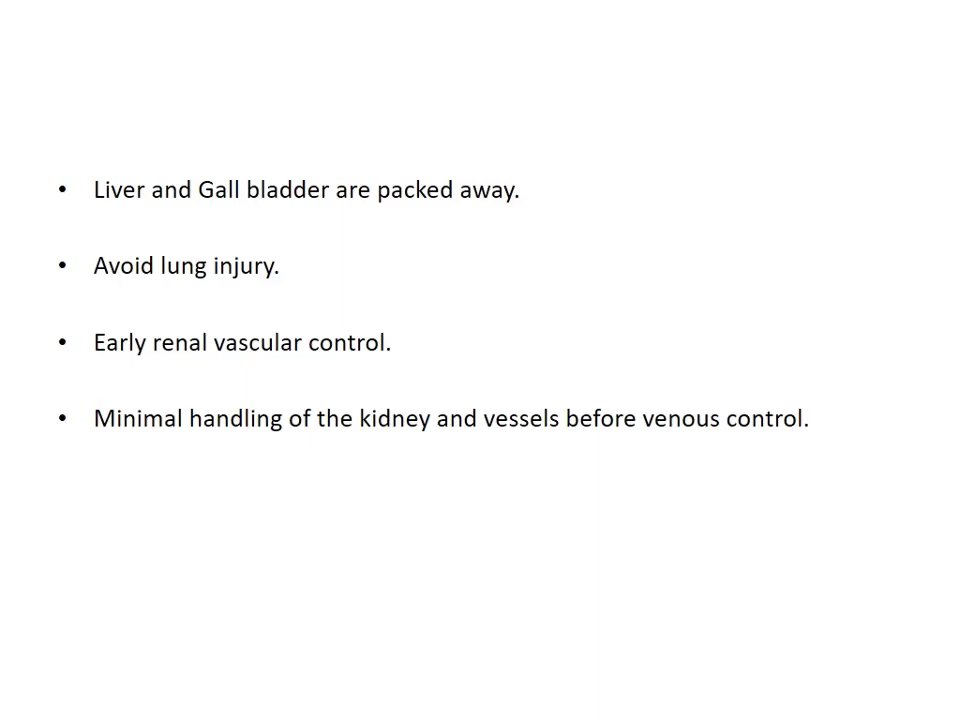 • Liver and Gall bladder are packed away.
• Avoid lung injury.
• Early renal vascular control.
• Minimal handling of the kidney and vessels before venous control.